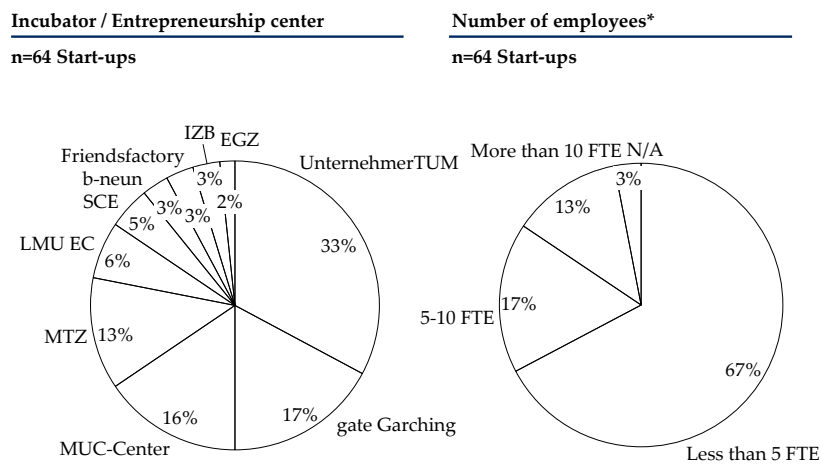 Incubator / Entrepreneurship center
n=64 Start-ups
IZB EGZ
Friendsfactory
UnternehmerTUM
b-neun
3%
SCE
3%
2%
3%
5%
33%
LMU EC
6%
MTZ
13%
16%
17%
gate Garching
MUC-Center
Number of employees*
n=64 Start-ups
More than 10 FTE N/A
3%
13%
17%
5-10 FTE
67%
Less than 5 FTE